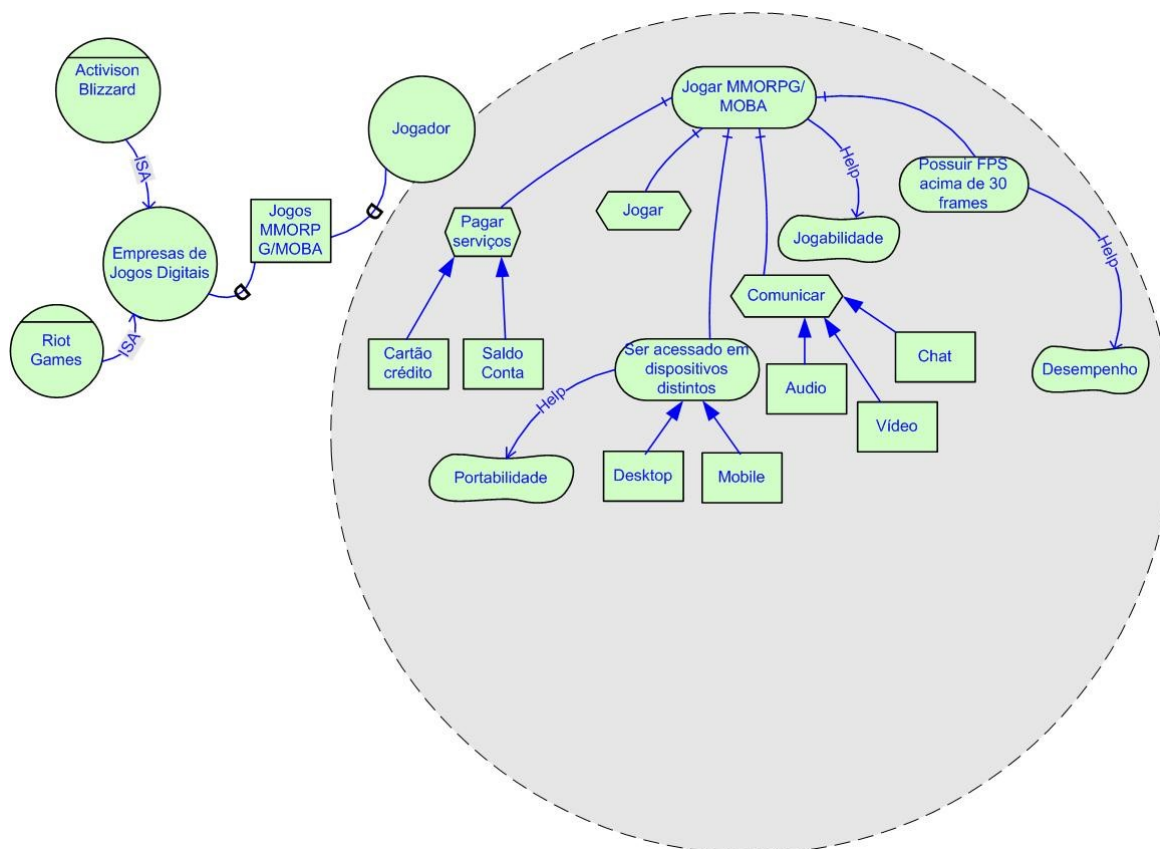 Activison
Blizzard
ISA
Jogador
Jogos
MMORP
G/MOBA
Empresas de
Jogos Digitais
ISA
Riot
Games
Jogar MMORPG/
MOBA
Help
Possuir FPS
acima de 30
frames
Pagar
serviços
Jogar
Jogabilidade
Help
Comunicar
Cartão
crédito
Saldo
Conta
Ser acessado em
dispositivos
distintos
Chat
Audio
Desempenho
Help
Vídeo
Portabilidade
Desktop
Mobile